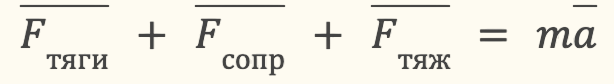 F тяги + F сопр + F тяж = ma